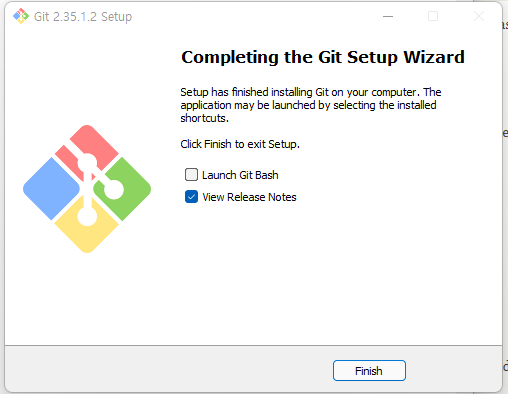 Git 2.35.1.2 Setup
Completing the Git Setup Wizard
Setup has finished installing Git on your computer. The
application may be launched by selecting the installed
shortcuts.
Click Finish to exit Setup.
Launch Git Bash
View Release Notes
Finish